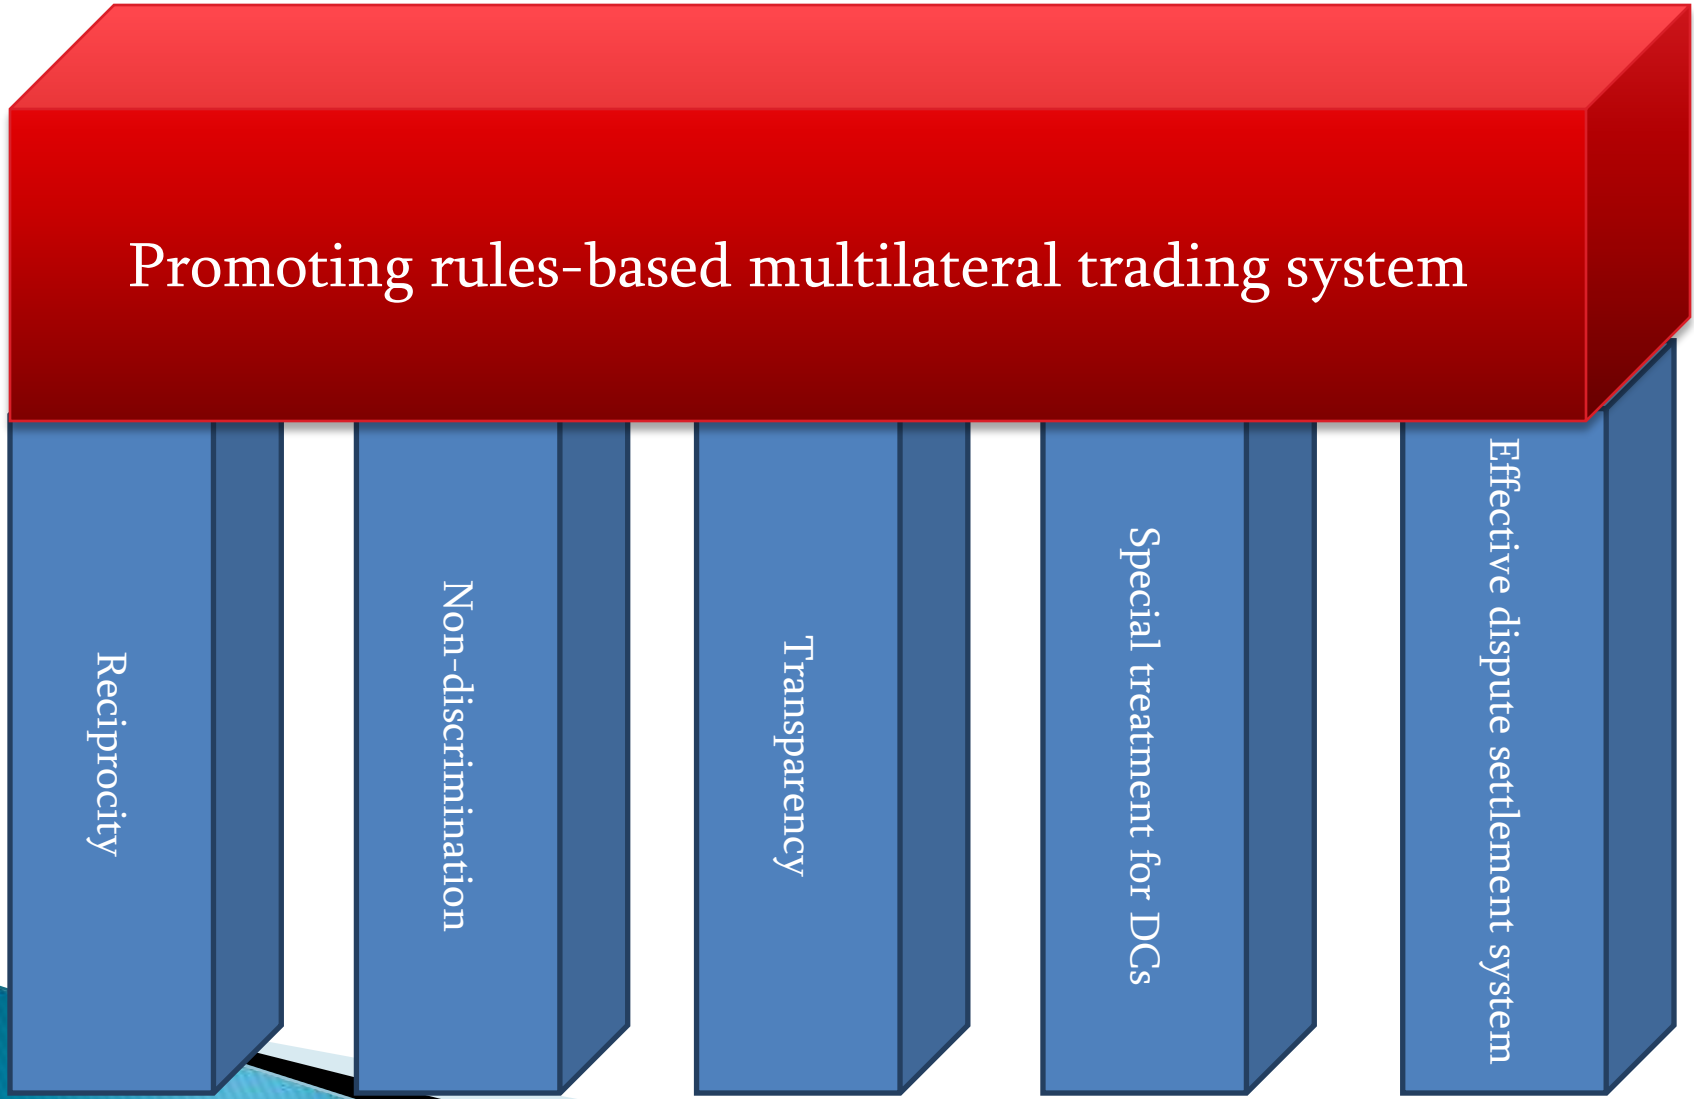 Promoting rules-based multilateral trading system
Reciprocity
Non-discrimination
Transparency
Special treatment for DCs
Effective dispute settlement system